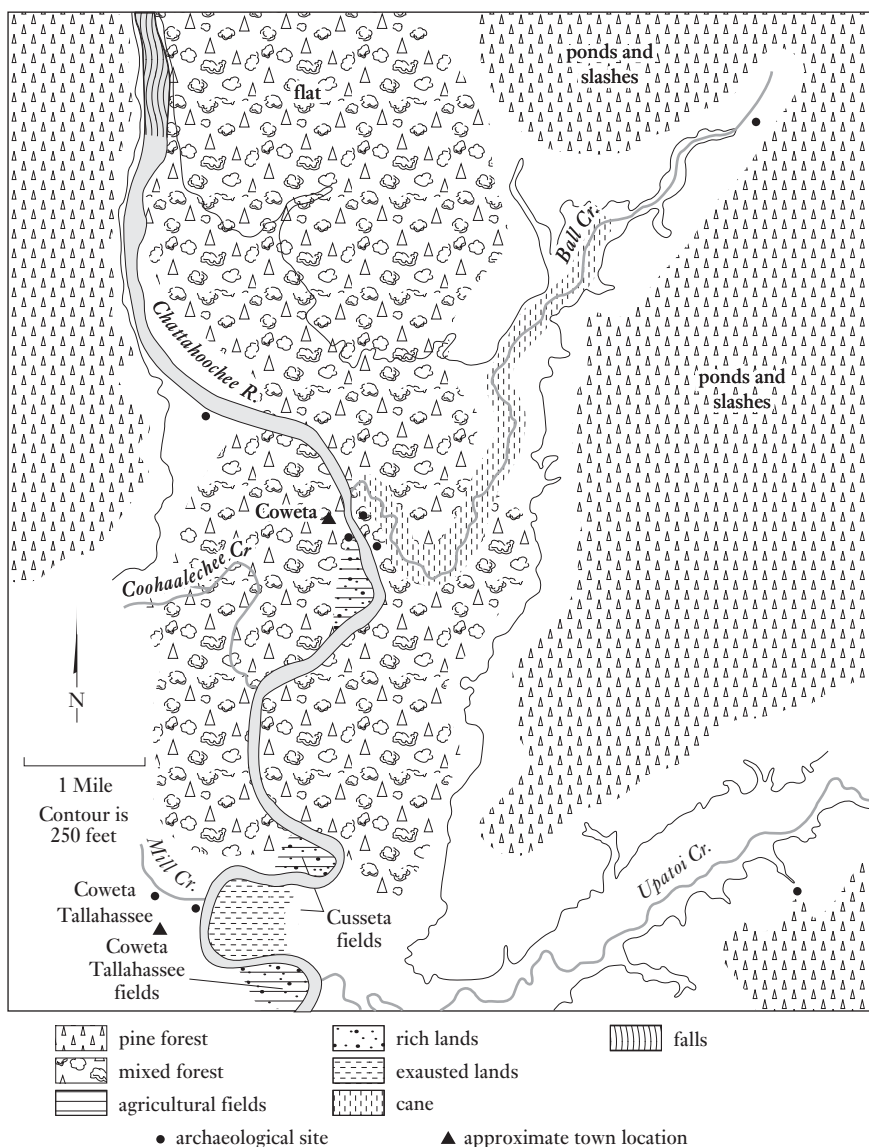 ponds and
slashes
flat
Ball Cr.
Chattahoochee R.
ponds and
slashes
Coweta
Coohaalechee Cr
N
1 Mile
Contour is
250 feet
Mill Cr.
Upatoi Cr.
Coweta
Tallahassee
Cusseta
fields
Coweta
Tallahassee
fields
pine forest
rich lands
falls
mixed forest
exausted lands
agricultural fields
cane
archaeological site
approximate town location